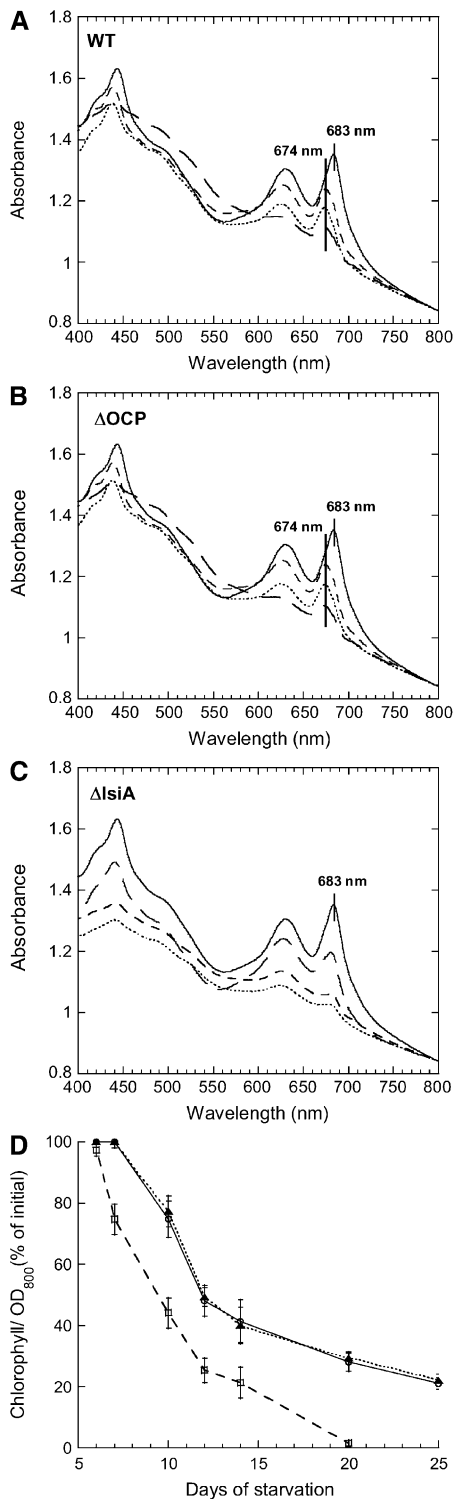 A
WT
1.8
1.6
1.4
1.2
1
0.8
Absorbance
674 nm
683 nm
400 450 500 550 600 650 700 750 800
Wavelength (nm)
B
ΔOCP
1.8
1.6
1.4
1.2
1
0.8
Absorbance
674 nm
683 nm
400 450 500 550 600 650 700 750 800
Wavelength (nm)
C
ΔIsiA
1.8
1.6
1.4
1.2
1
0.8
Absorbance
683 nm
400 450 500 550 600 650 700 750 800
Wavelength (nm)
D
100
80
60
40
20
0
Chlorophyll/ OD800(% of initial)
5 10 15 20 25
Days of starvation